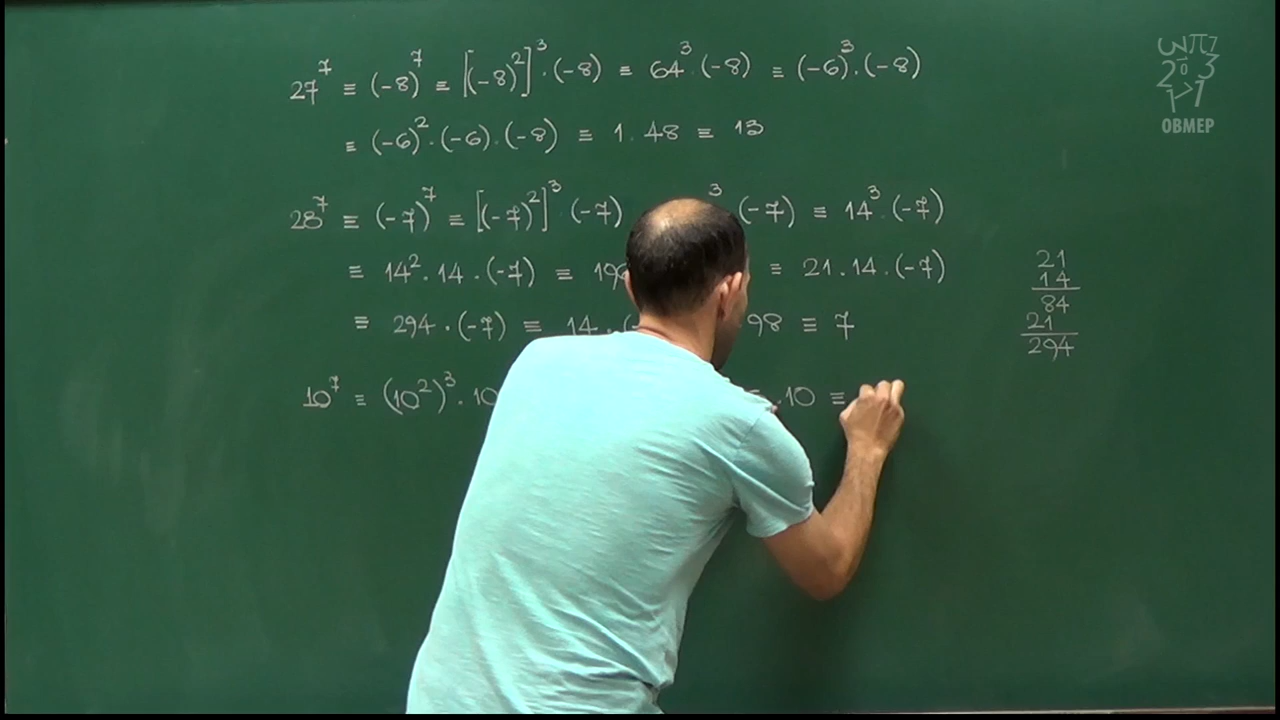 27⁷ ≡ (-8)⁷ ≡ [(-8)²]³ · (-8) ≡ 64³ · (-8) ≡ (-6)³ · (-8)
≡ (-6)² · (-6) · (-8) ≡ 1 · 48 ≡ 13
28⁷ ≡ (-7)⁷ ≡ [(-7)²]³ · (-7) ³ (-7) ≡ 14³ · (-7)
≡ 14² · 14 · (-7) ≡ 196 ≡ 21 · 14 · (-7)
≡ 294 · (-7) ≡ 14 · ( 98 ≡ 7
10⁷ ≡ (10²)³ · 10 · 10 ≡
21
14
84
21
294
OBMEP